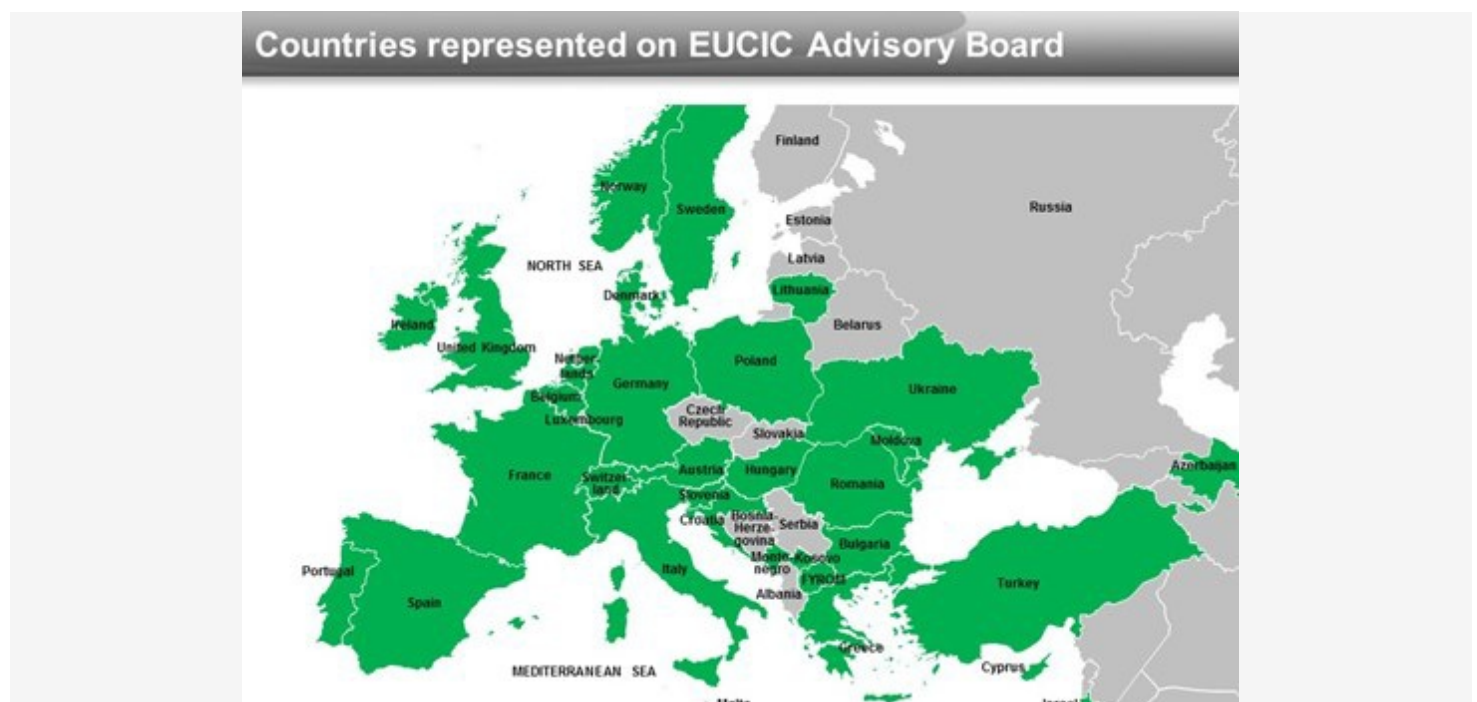 Countries represented on EUCIC Advisory Board
Finland
Norway
Russia
Sweden
Estonia
Latvia
NORTH SEA
Lithuania
Denmark
Ireland
Belarus
United Kingdom
Nether-
lands
Poland
Germany
Ukraine
Belgium
Czech
Republic
Luxembourg
Slovakia
Moldova
Azerbaijan
Austria
Hungary
France
Switzer-
land
Romania
Slovenia
Bosnia-
Herze-
govina
Croatia
Serbia
Bulgaria
Monte-
negro
Kosovo
Italy
Portugal
FYROM
Turkey
Albania
Spain
Greece
Cyprus
MEDITERRANEAN SEA
Malta
Israel